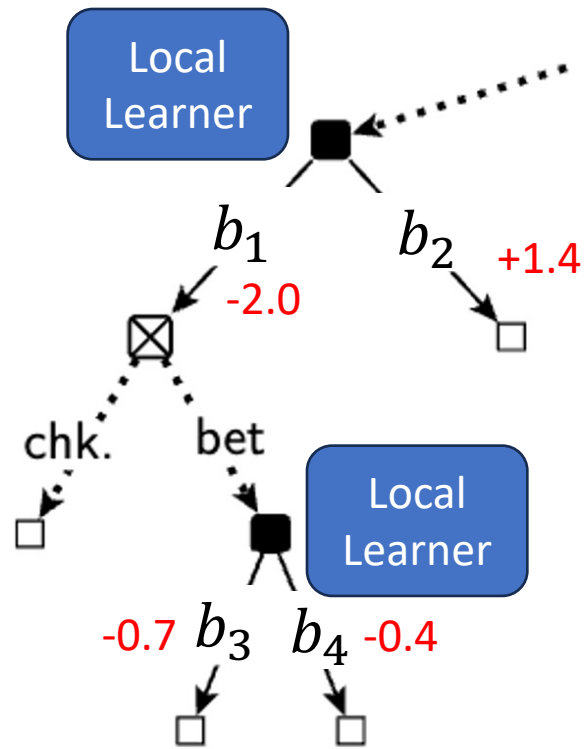 Local
Learner
b₁
b₂
+1.4
-2.0
chk.
bet
Local
Learner
-0.7
b₃
b₄
-0.4